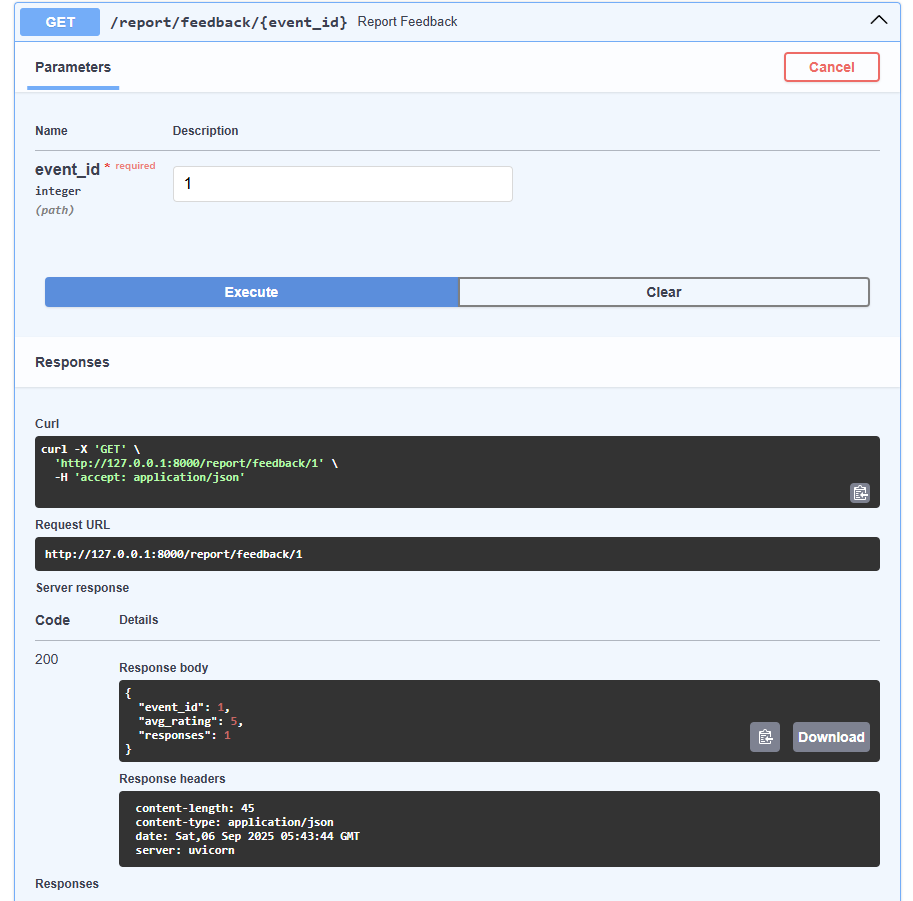 GET /report/feedback/{event_id} Report Feedback
Parameters
Cancel
Name Description
event_id * required
integer
(path)
1
Execute Clear
Responses
Curl
curl -X 'GET' \
  'http://127.0.0.1:8000/report/feedback/1' \
  -H 'accept: application/json'
Request URL
http://127.0.0.1:8000/report/feedback/1
Server response
Code Details
200
Response body
{
  "event_id": 1,
  "avg_rating": 5,
  "responses": 1
}
Download
Response headers
content-length: 45
content-type: application/json
date: Sat,06 Sep 2025 05:43:44 GMT
server: uvicorn
Responses